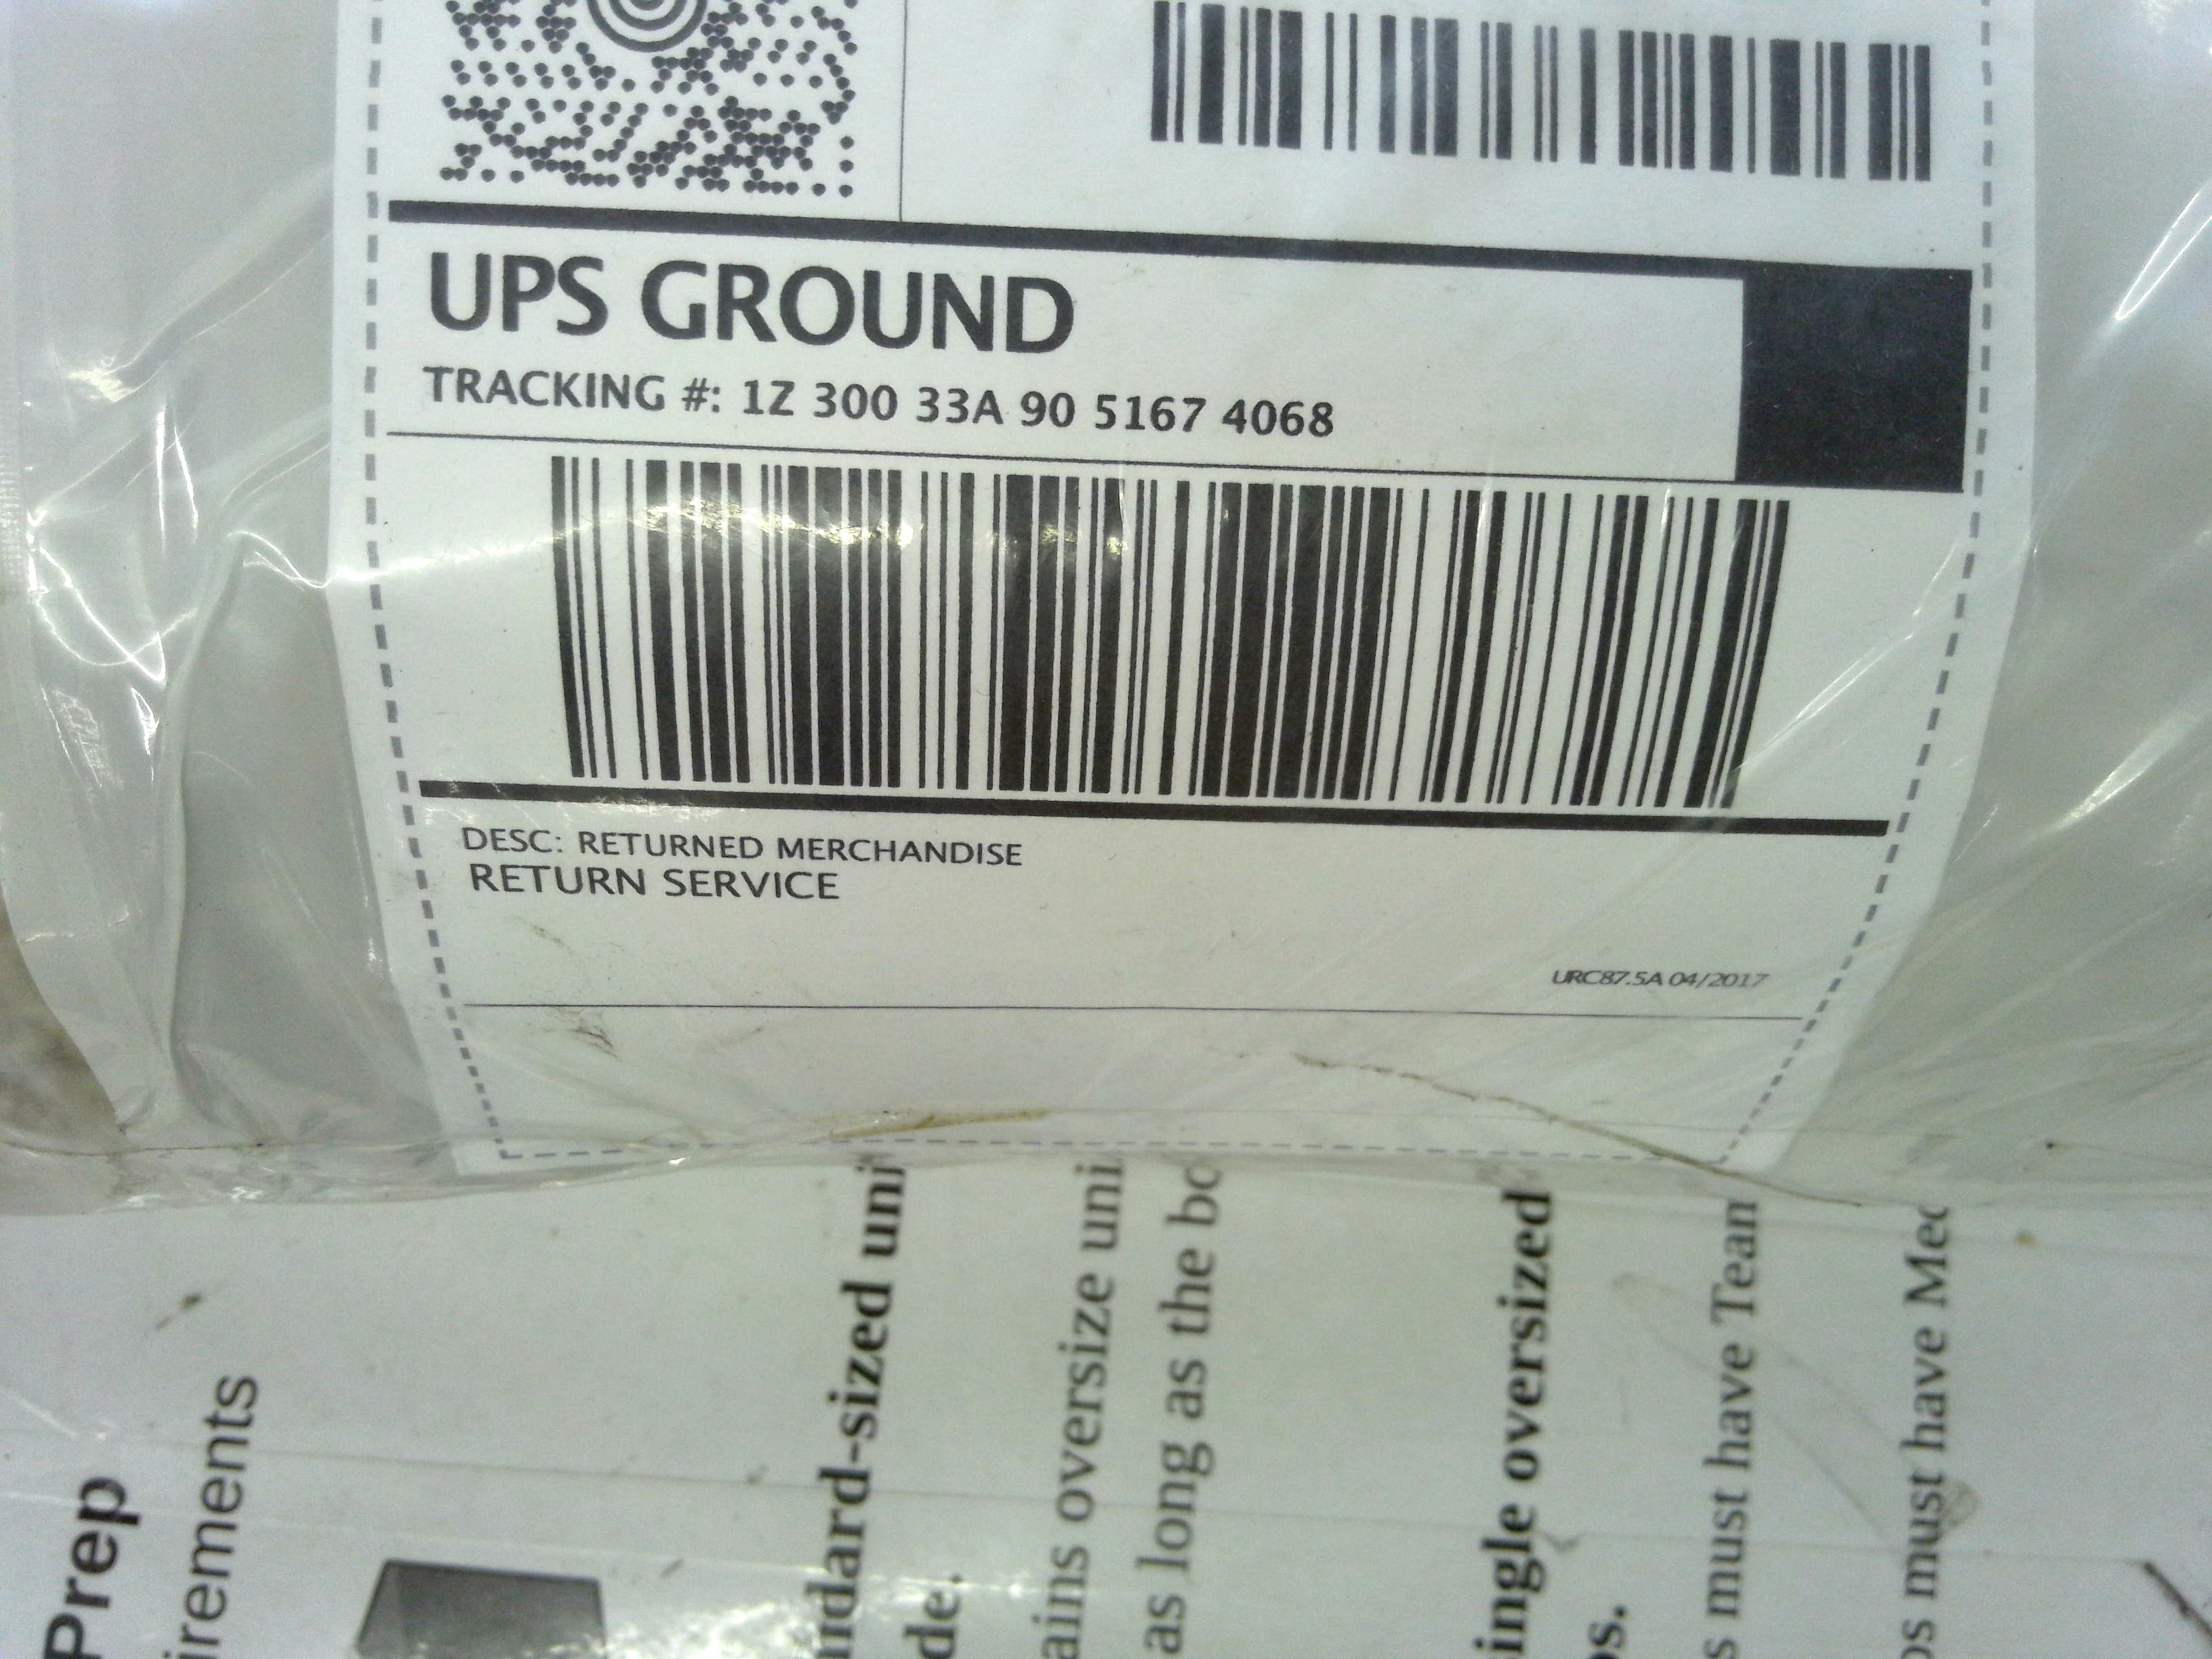 UPS GROUND
TRACKING #: 1Z 300 33A 90 5167 4068
DESC: RETURNED MERCHANDISE
RETURN SERVICE
URC87.5A 04/2017
Prep
irements
ndard-sized uni
de.
ains oversize uni
as long as the bo
ingle oversized
os.
s must have Tean
os must have Mec